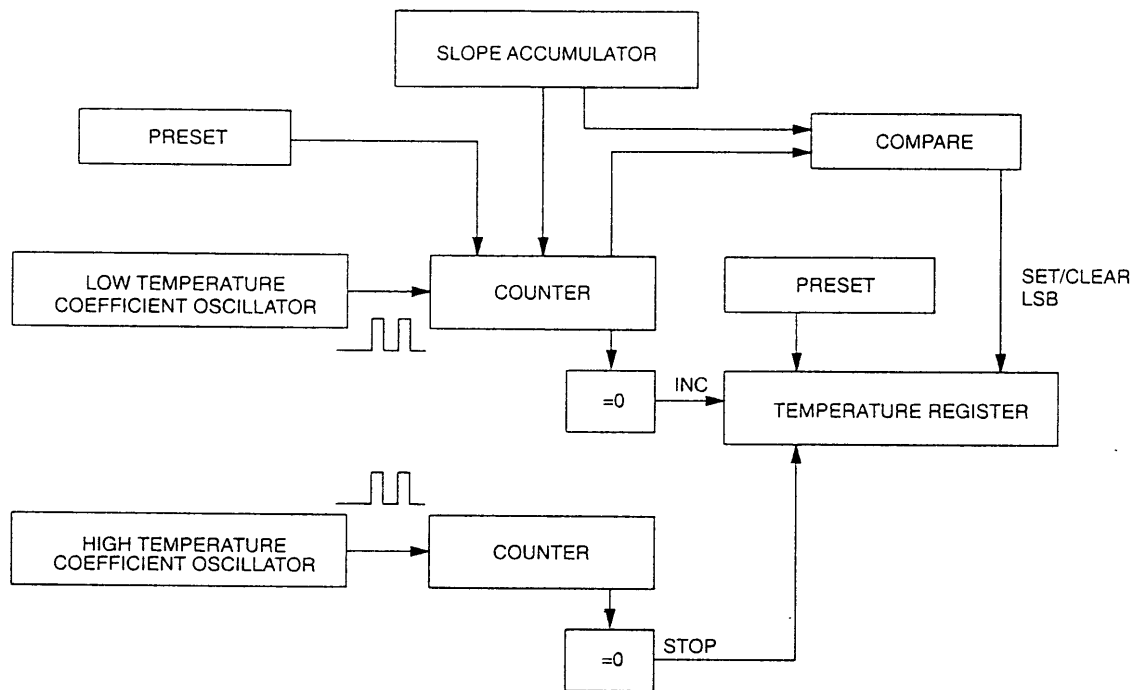 SLOPE ACCUMULATOR
PRESET
COMPARE
LOW TEMPERATURE
COEFFICIENT OSCILLATOR
COUNTER
PRESET
SET/CLEAR
LSB
=0
INC
TEMPERATURE REGISTER
HIGH TEMPERATURE
COEFFICIENT OSCILLATOR
COUNTER
=0
STOP